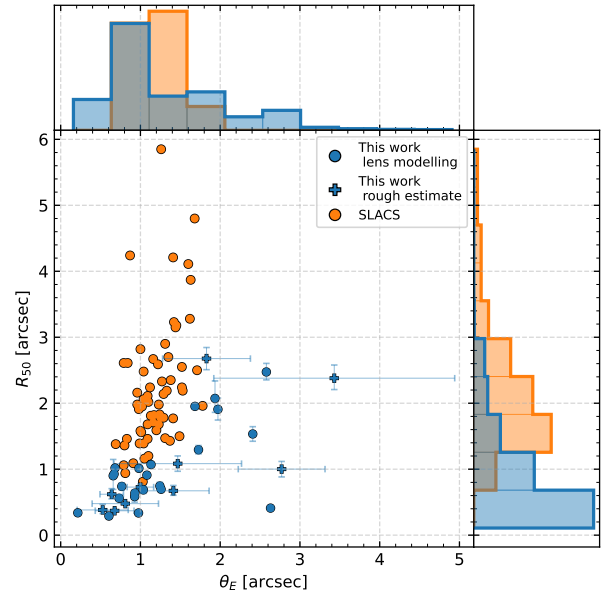 6
5
4
3
2
1
0
R50 [arcsec]
This work
lens modelling
This work
rough estimate
SLACS
0 1 2 3 4 5
θE [arcsec]